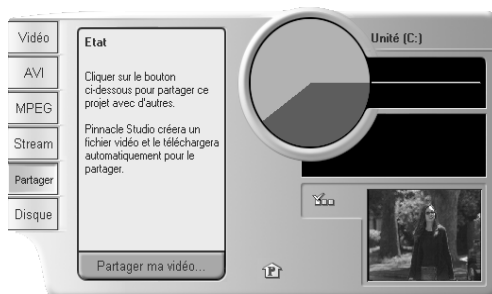 Vidéo
AVI
MPEG
Stream
Partager
Disque
Etat
Cliquer sur le bouton
ci-dessous pour partager ce
projet avec d'autres.
Pinnacle Studio créera un
fichier vidéo et le téléchargera
automatiquement pour le
partager.
Partager ma vidéo...
Unité (C:)
P